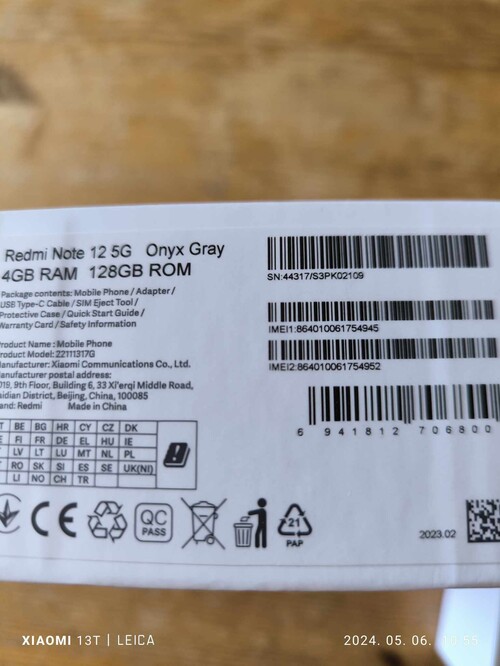 Redmi Note 12 5G Onyx Gray
4GB RAM 128GB ROM
Package contents: Mobile Phone / Adapter /
USB Type-C Cable / SIM Eject Tool /
Protective Case / Quick Start Guide /
Warranty Card / Safety Information
Product Name: Mobile Phone
Product Model: 22111317G
Manufacturer: Xiaomi Communications Co., Ltd.
Manufacturer postal address:
019, 9th Floor, Building 6, 33 Xi'erqi Middle Road,
Haidian District, Beijing, China, 100085
Brand: Redmi Made in China
SN:44317/S3PK02109
IMEI1:864010061754945
IMEI2:864010061754952
6 941812 706800
IT BE BG HR CY CZ DK
FI FR DE EL HU IE
LV LT LU MT NL PL
RO SK SI ES SE UK(NI)
LI NO CH TR
CE
QC
PASS
21
PAP
2023.02
XIAOMI 13T | LEICA
2024. 05. 06.